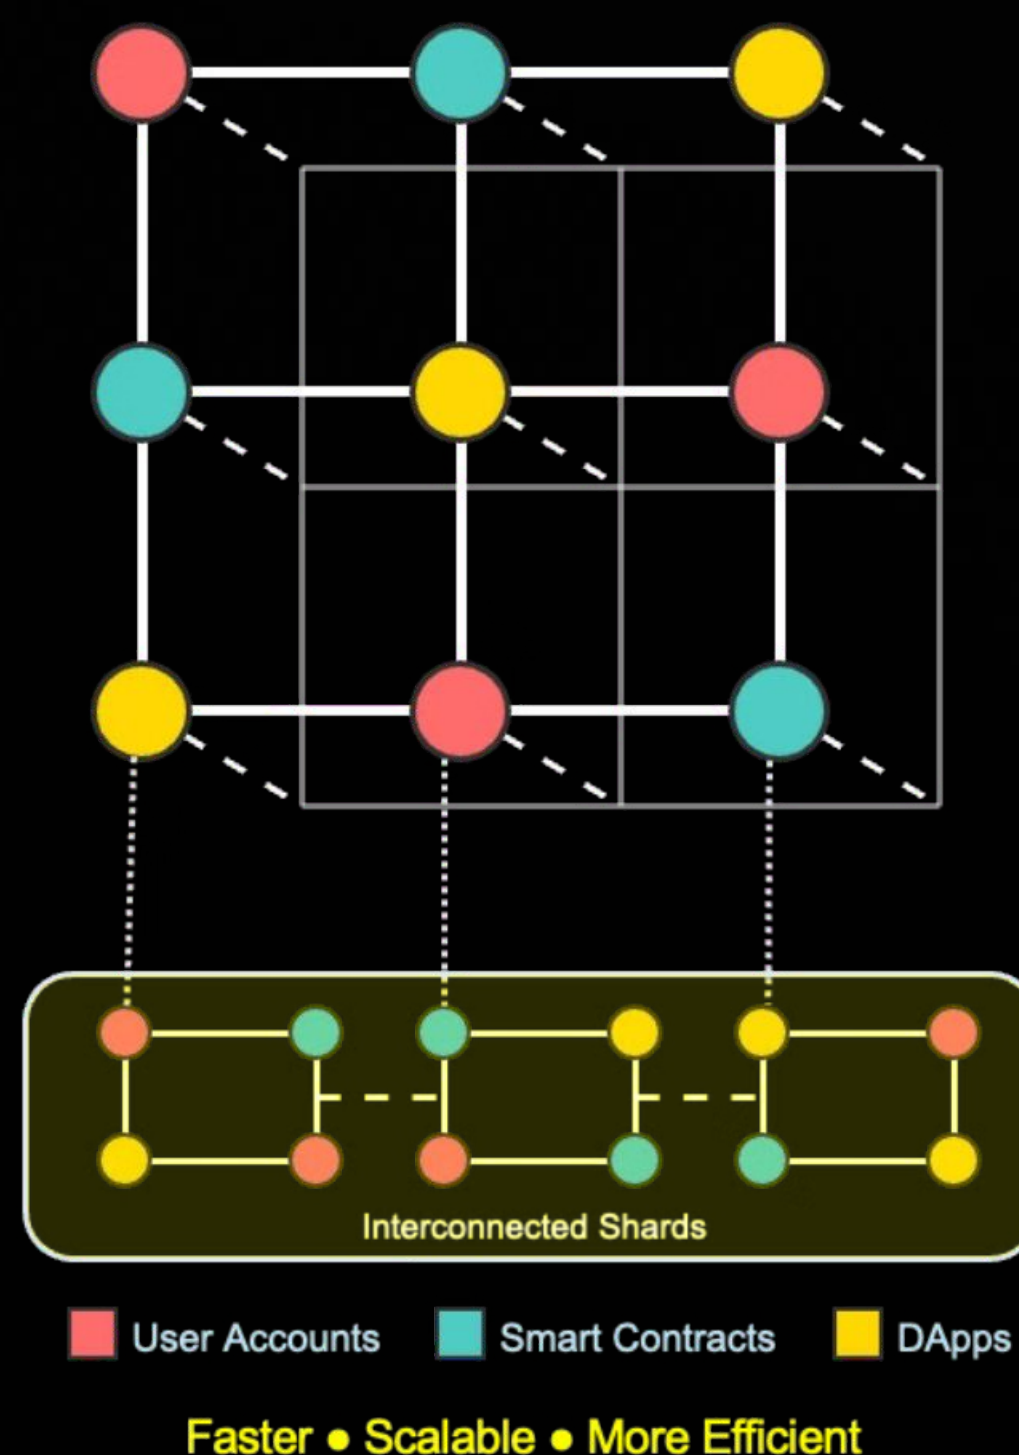 Interconnected Shards
User Accounts Smart Contracts DApps
Faster ● Scalable ● More Efficient